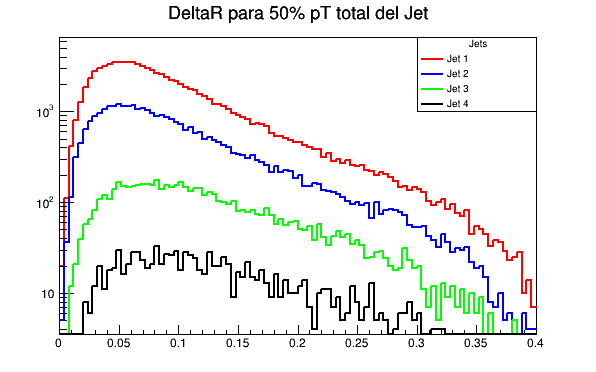 DeltaR para 50% pT total del Jet
Jets
Jet 1
Jet 2
Jet 3
Jet 4
10³
10²
10
0 0.05 0.1 0.15 0.2 0.25 0.3 0.35 0.4